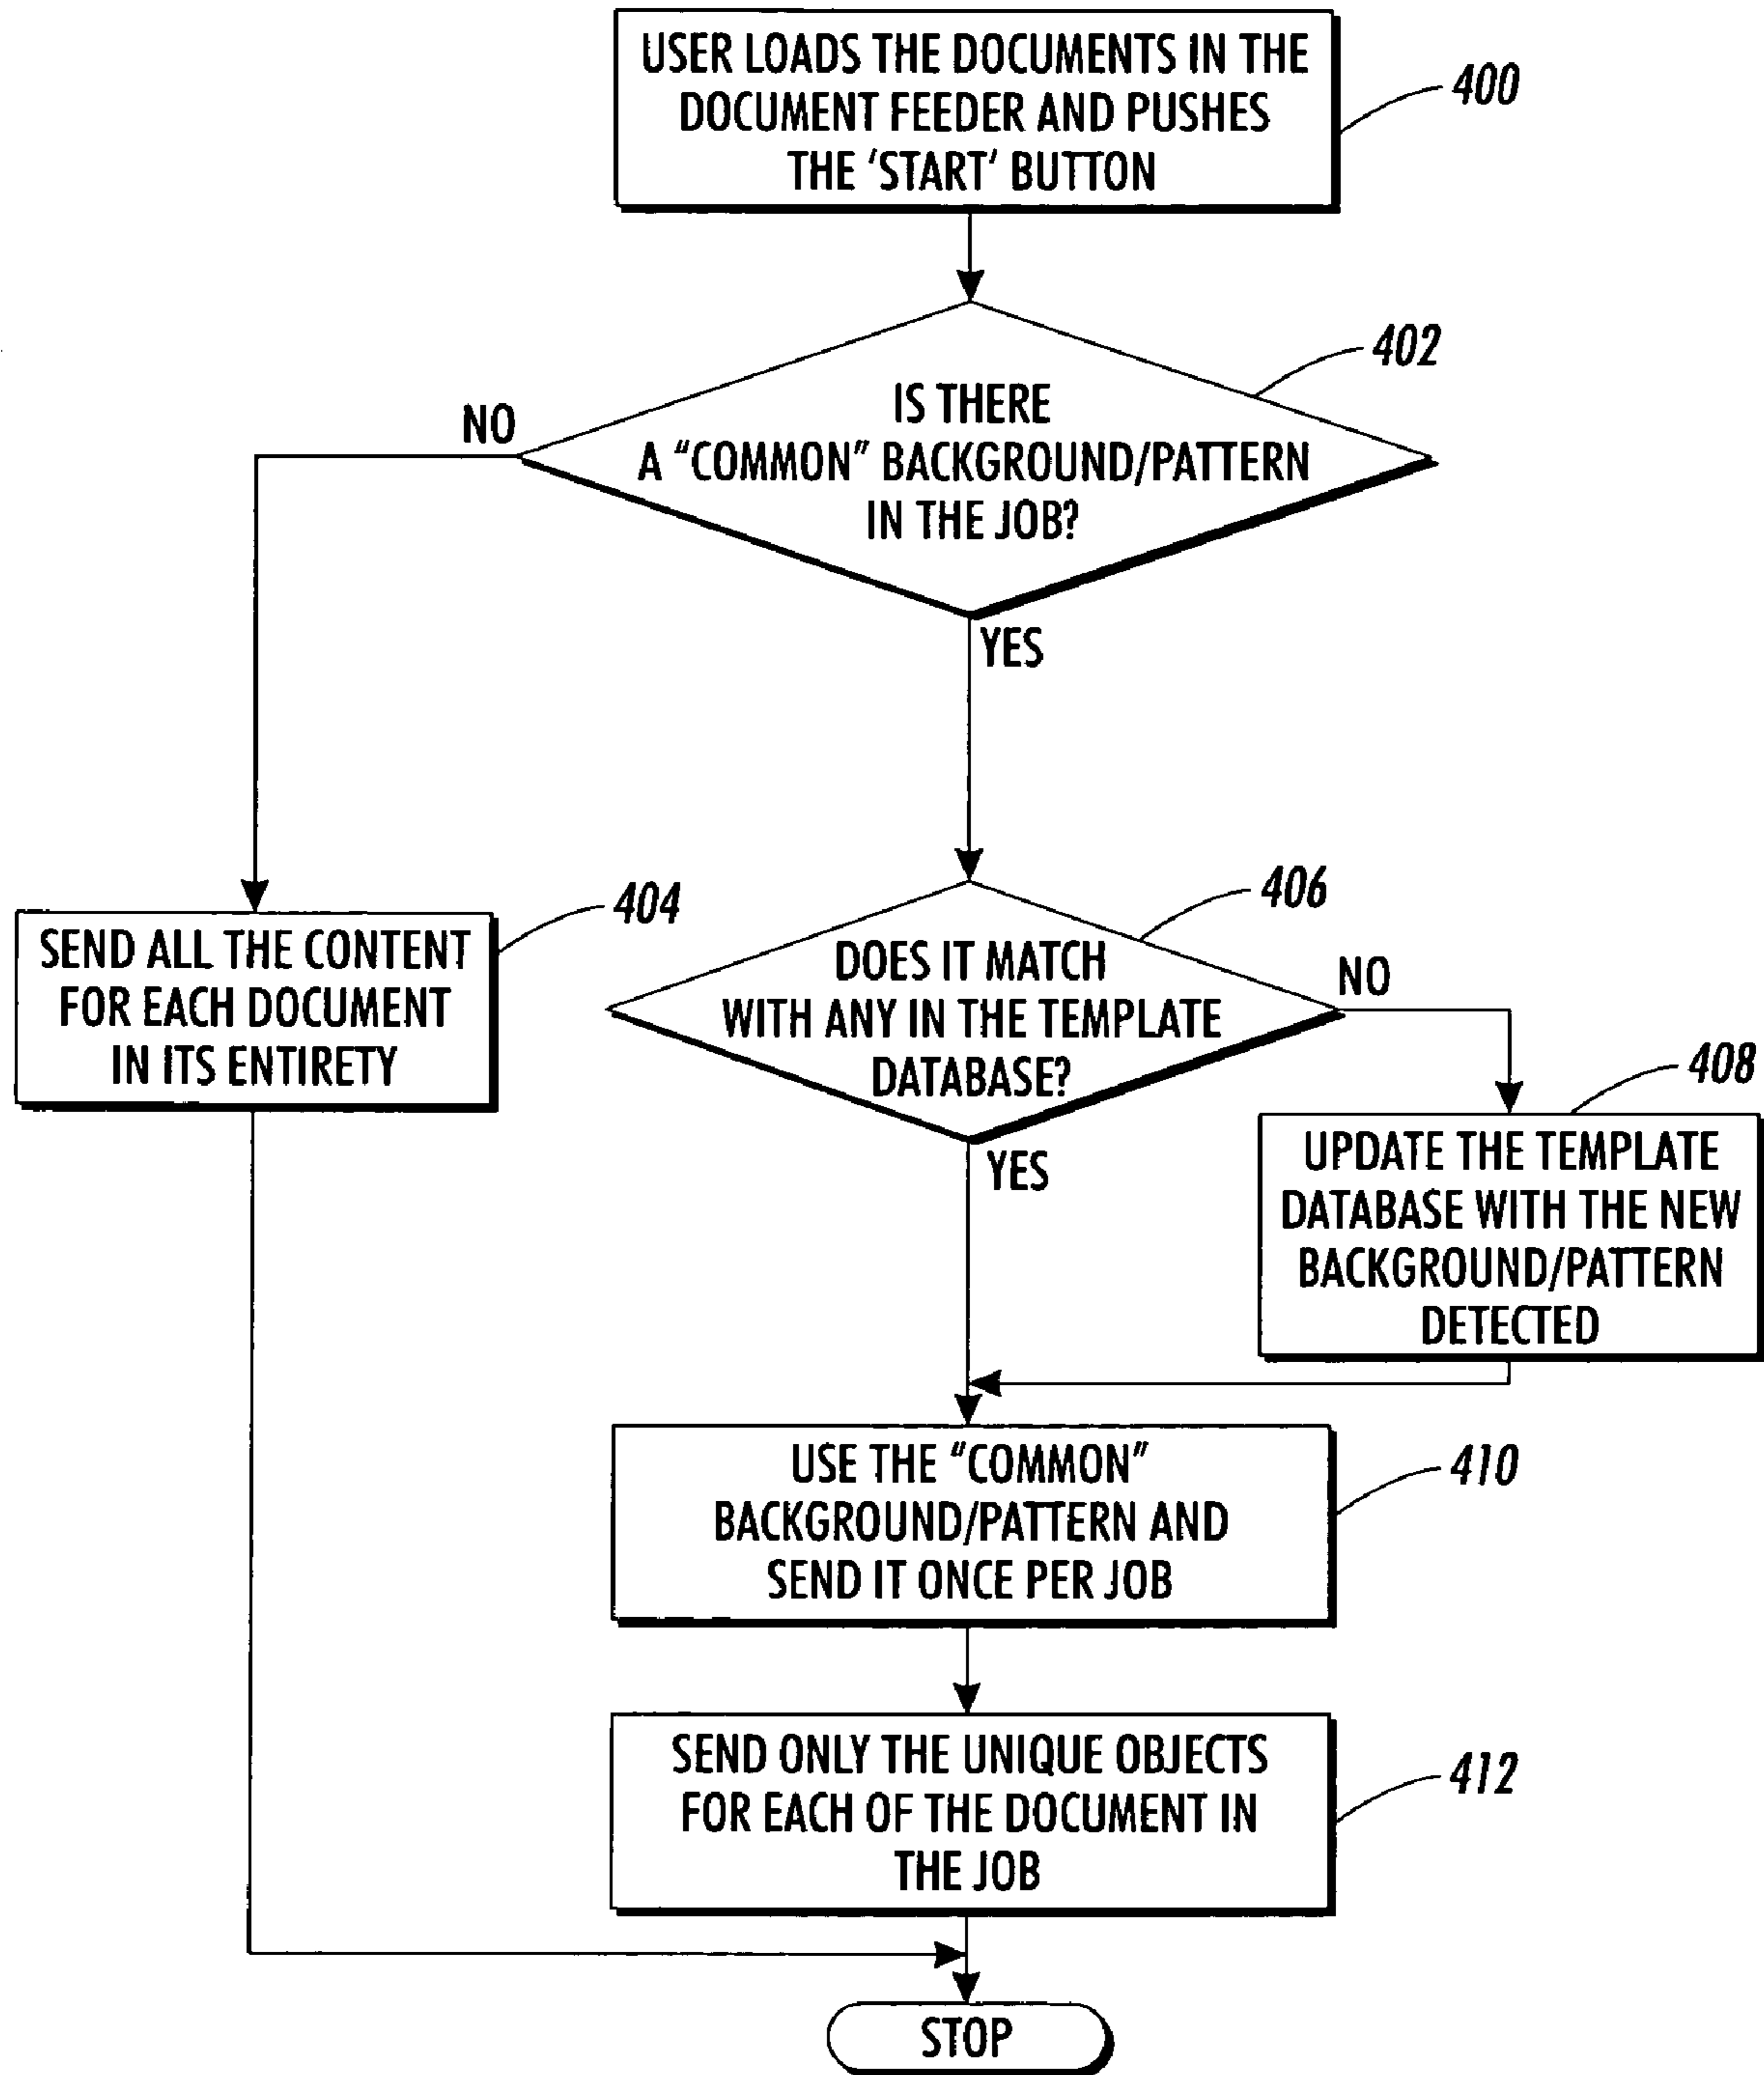 USER LOADS THE DOCUMENTS IN THE
DOCUMENT FEEDER AND PUSHES
THE 'START' BUTTON
400
402
IS THERE
A "COMMON" BACKGROUND/PATTERN
IN THE JOB?
NO
YES
404
SEND ALL THE CONTENT
FOR EACH DOCUMENT
IN ITS ENTIRETY
406
DOES IT MATCH
WITH ANY IN THE TEMPLATE
DATABASE?
NO
YES
408
UPDATE THE TEMPLATE
DATABASE WITH THE NEW
BACKGROUND/PATTERN
DETECTED
USE THE "COMMON"
BACKGROUND/PATTERN AND
SEND IT ONCE PER JOB
410
SEND ONLY THE UNIQUE OBJECTS
FOR EACH OF THE DOCUMENT IN
THE JOB
412
STOP